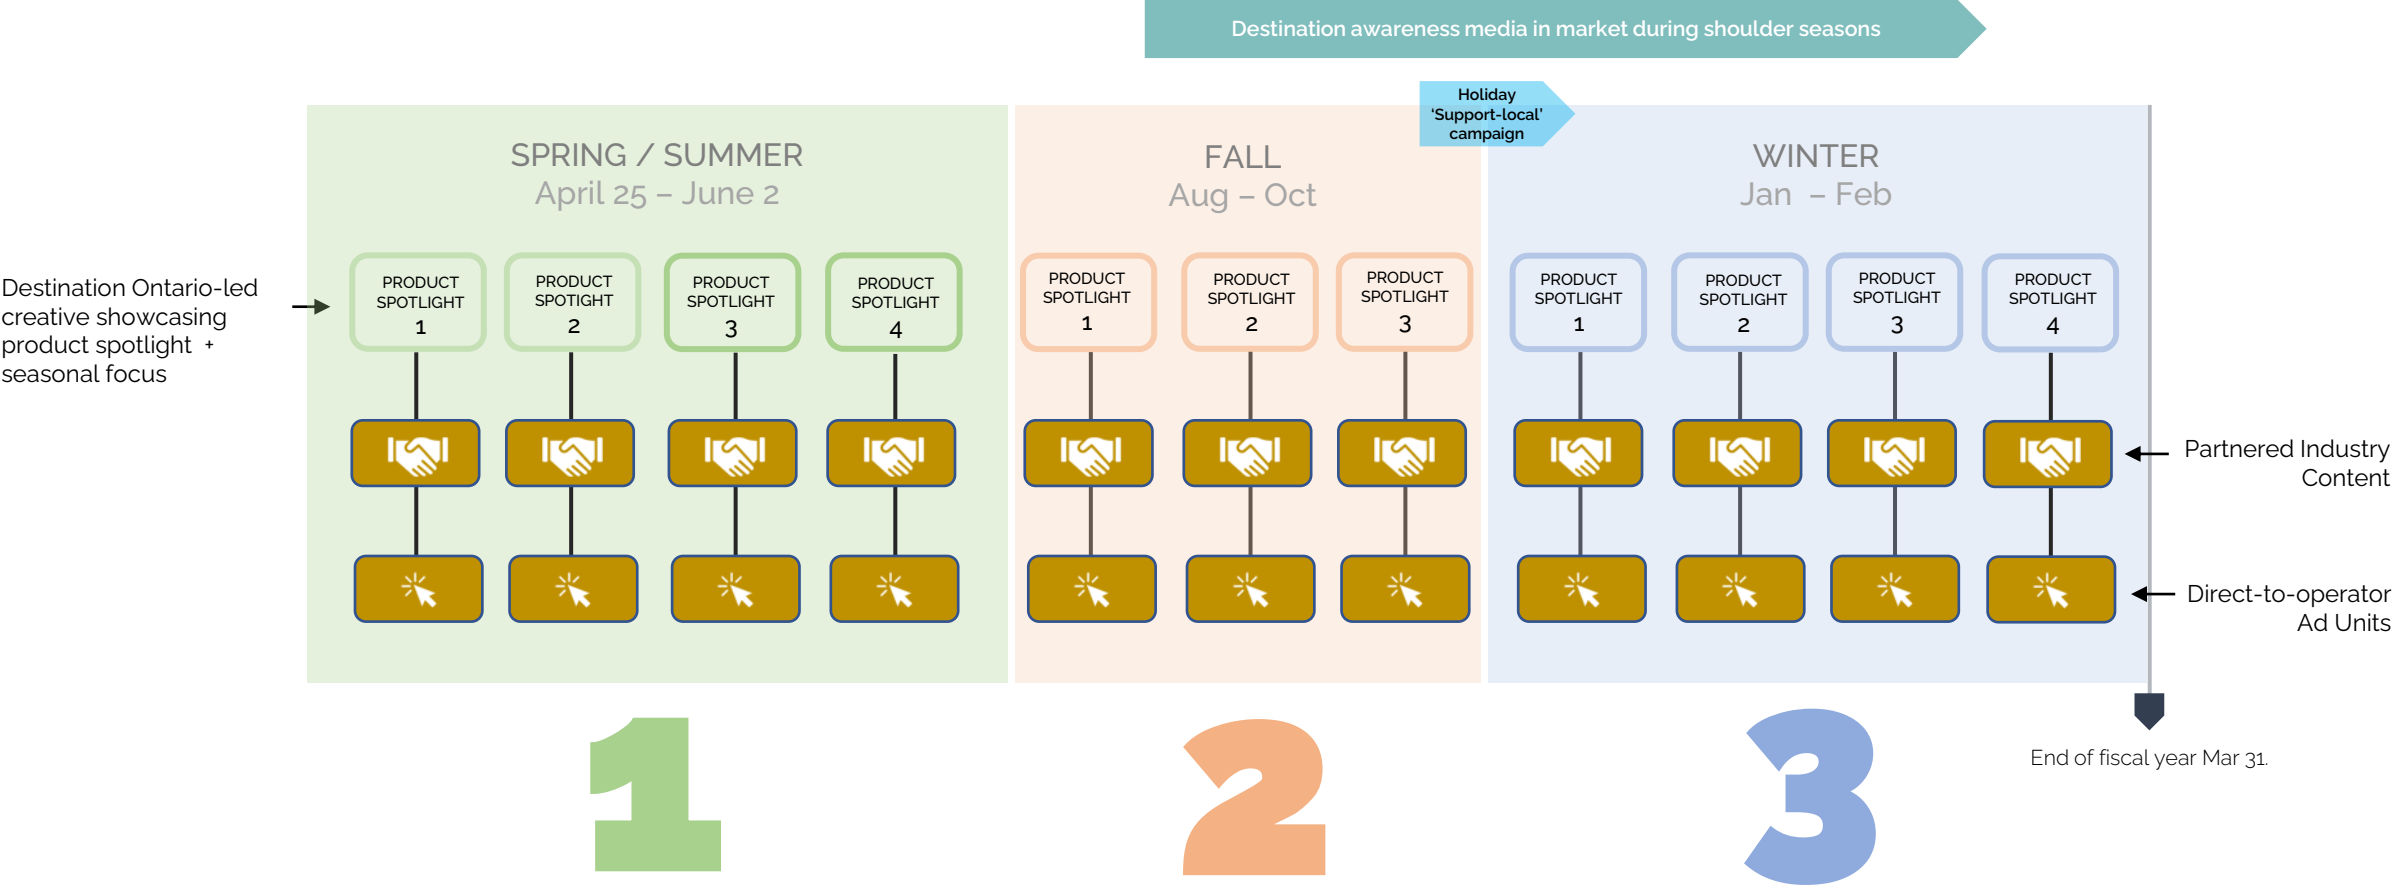 Destination awareness media in market during shoulder seasons
Holiday
‘Support-local’
campaign
SPRING / SUMMER
April 25 – June 2
FALL
Aug – Oct
WINTER
Jan – Feb
Destination Ontario-led
creative showcasing
product spotlight +
seasonal focus
PRODUCT
SPOTLIGHT
1
PRODUCT
SPOTIGHT
2
PRODUCT
SPOTLIGHT
3
PRODUCT
SPOTLIGHT
4
PRODUCT
SPOTLIGHT
1
PRODUCT
SPOTLIGHT
2
PRODUCT
SPOTLIGHT
3
PRODUCT
SPOTLIGHT
1
PRODUCT
SPOTLIGHT
2
PRODUCT
SPOTLIGHT
3
PRODUCT
SPOTLIGHT
4
Partnered Industry
Content
Direct-to-operator
Ad Units
1
2
3
End of fiscal year Mar 31.